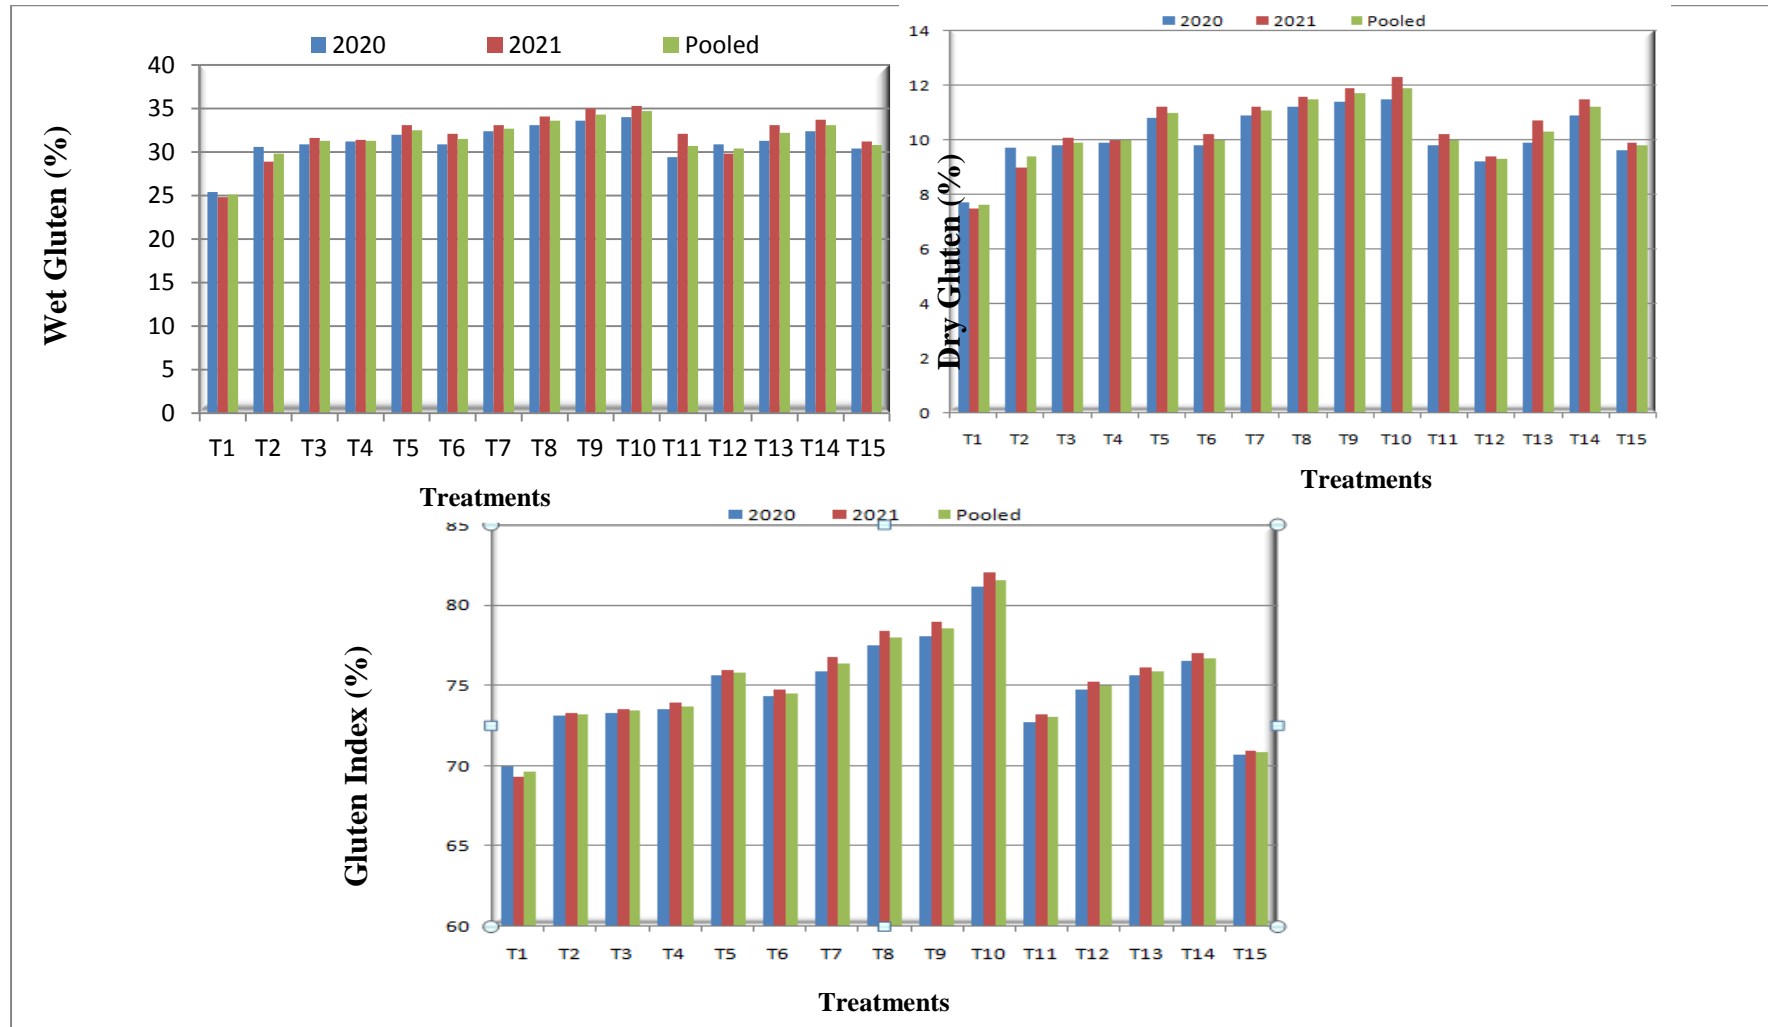 2020 2021 Pooled
40
35
30
25
20
15
10
5
0
Wet Gluten (%)
T1 T2 T3 T4 T5 T6 T7 T8 T9 T10 T11 T12 T13 T14 T15
Treatments
2020 2021 Pooled
14
12
10
8
6
4
2
0
Dry Gluten (%)
T1 T2 T3 T4 T5 T6 T7 T8 T9 T10 T11 T12 T13 T14 T15
Treatments
2020 2021 Pooled
85
80
75
70
65
60
Gluten Index (%)
T1 T2 T3 T4 T5 T6 T7 T8 T9 T10 T11 T12 T13 T14 T15
Treatments